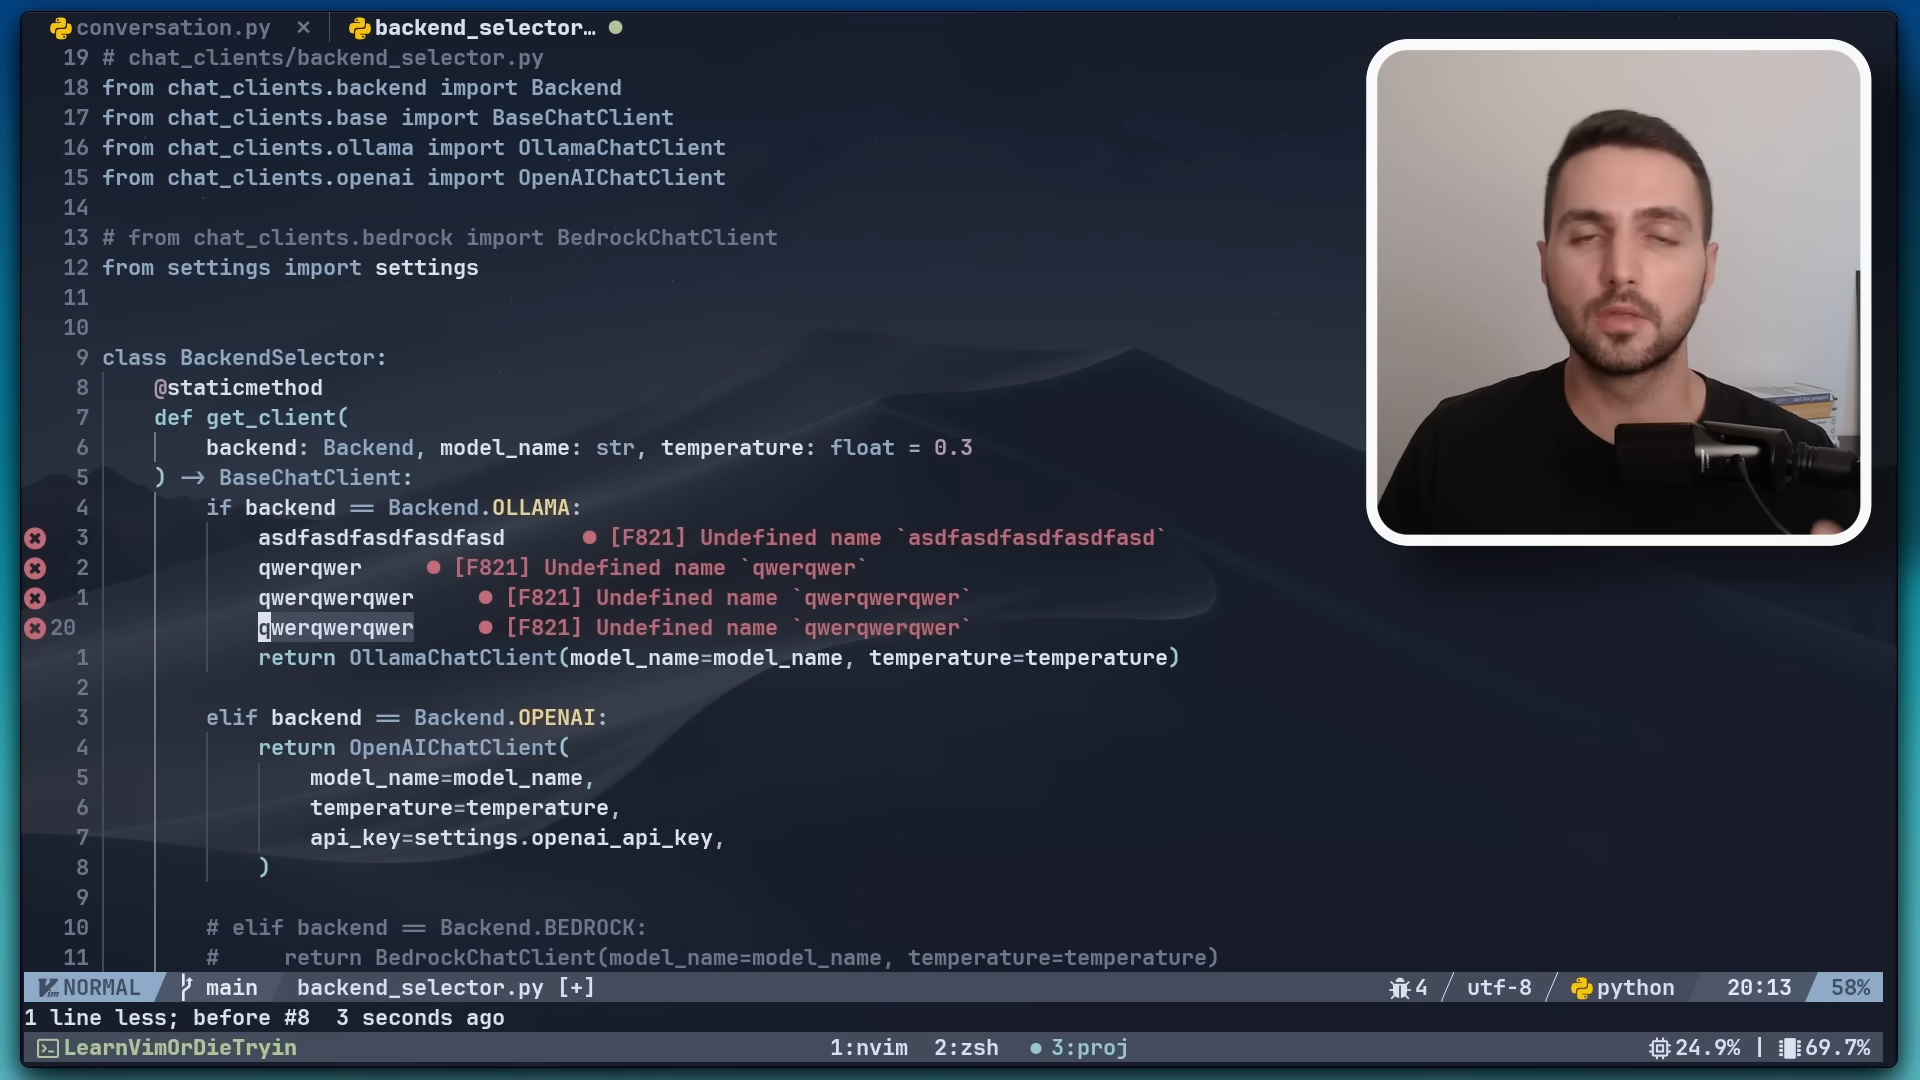 conversation.py × backend_selector… ●
19 # chat_clients/backend_selector.py
18 from chat_clients.backend import Backend
17 from chat_clients.base import BaseChatClient
16 from chat_clients.ollama import OllamaChatClient
15 from chat_clients.openai import OpenAIChatClient
14
13 # from chat_clients.bedrock import BedrockChatClient
12 from settings import settings
11
10
9 class BackendSelector:
8 @staticmethod
7 def get_client(
6 backend: Backend, model_name: str, temperature: float = 0.3
5 ) -> BaseChatClient:
4 if backend == Backend.OLLAMA:
3 asdfasdfasdfasdfasd ● [F821] Undefined name `asdfasdfasdfasdfasd`
2 qwerqwer ● [F821] Undefined name `qwerqwer`
1 qwerqwerqwer ● [F821] Undefined name `qwerqwerqwer`
20 qwerqwerqwer ● [F821] Undefined name `qwerqwerqwer`
1 return OllamaChatClient(model_name=model_name, temperature=temperature)
2
3 elif backend == Backend.OPENAI:
4 return OpenAIChatClient(
5 model_name=model_name,
6 temperature=temperature,
7 api_key=settings.openai_api_key,
8 )
9
10 # elif backend == Backend.BEDROCK:
11 # return BedrockChatClient(model_name=model_name, temperature=temperature)
NORMAL main backend_selector.py [+] 4 utf-8 python 20:13 58%
1 line less; before #8 3 seconds ago
LearnVimOrDieTryin 1:nvim 2:zsh ● 3:proj 24.9% | 69.7%